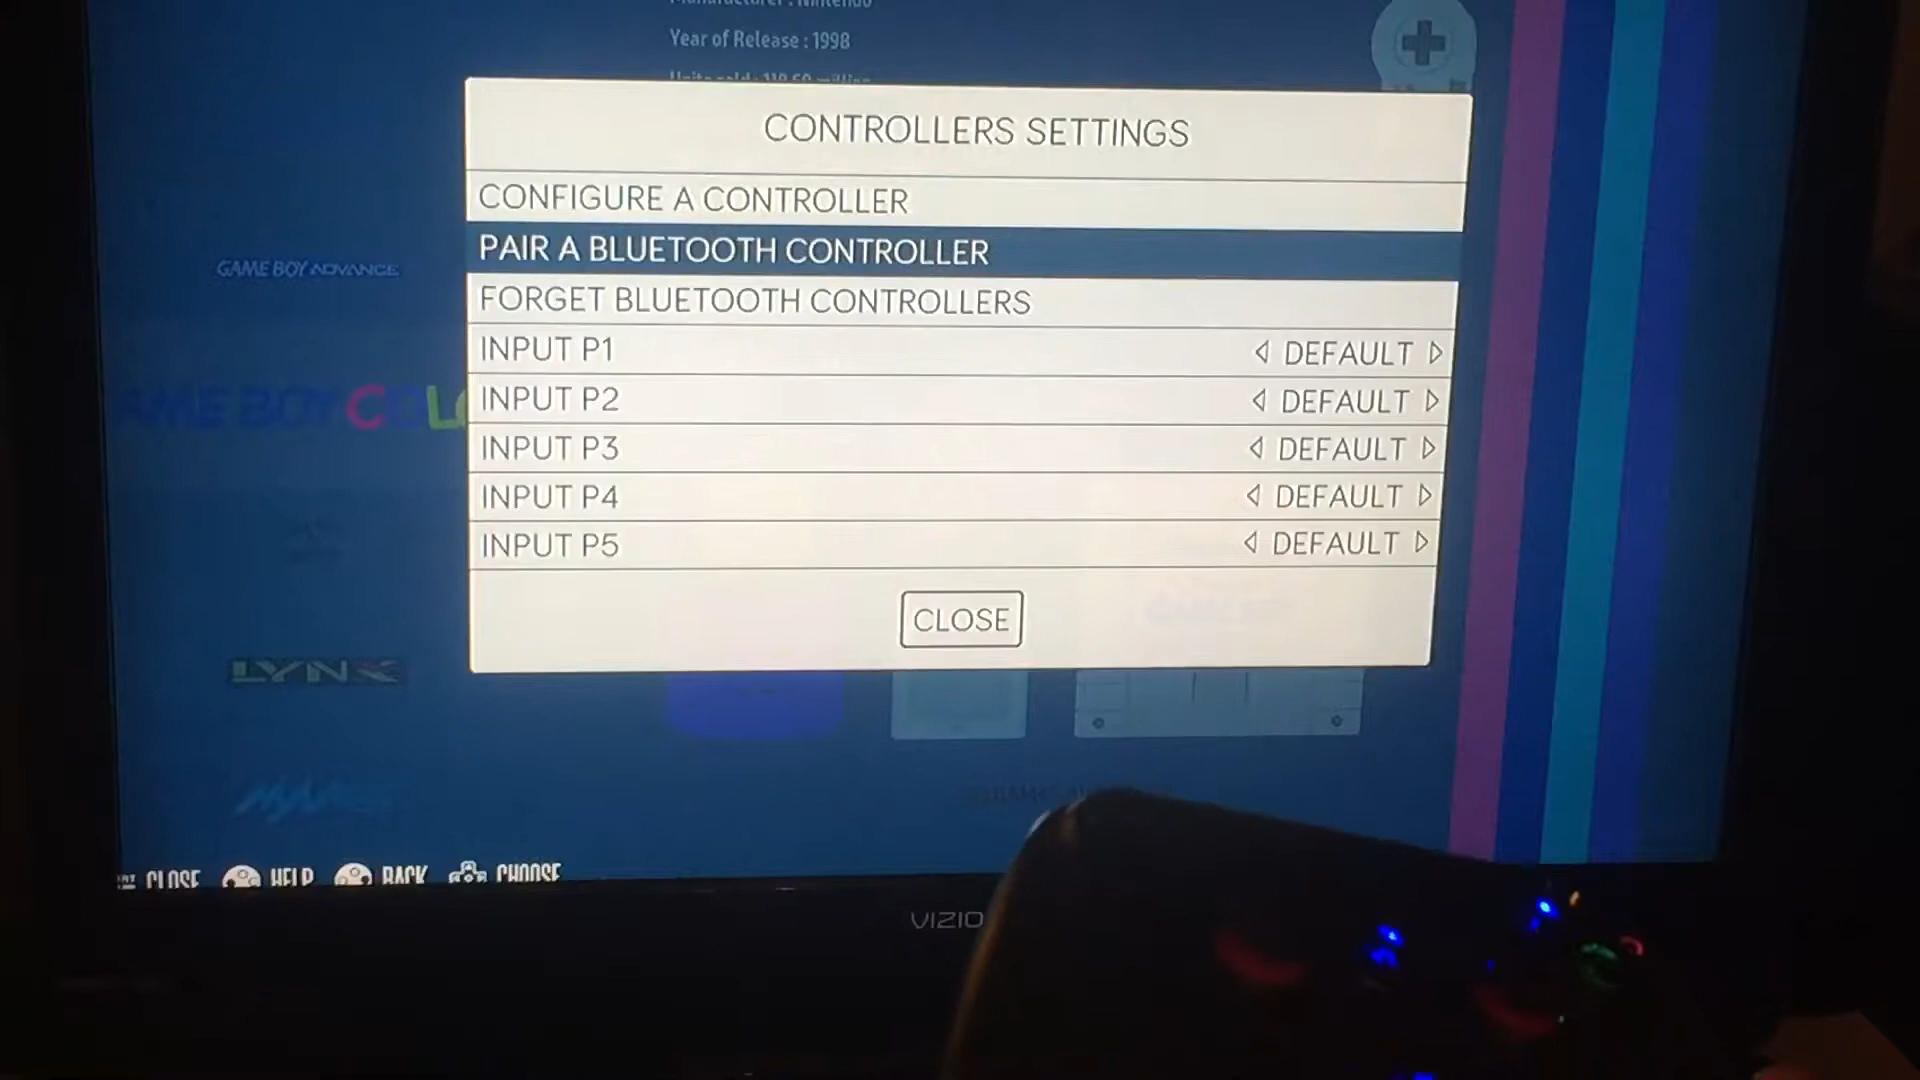 Year of Release : 1998
CONTROLLERS SETTINGS
CONFIGURE A CONTROLLER
PAIR A BLUETOOTH CONTROLLER
FORGET BLUETOOTH CONTROLLERS
INPUT P1 DEFAULT
INPUT P2 DEFAULT
INPUT P3 DEFAULT
INPUT P4 DEFAULT
INPUT P5 DEFAULT
CLOSE
GAME BOY ADVANCE
LYNX
CLOSE HELP BACK CHOOSE
VIZIO